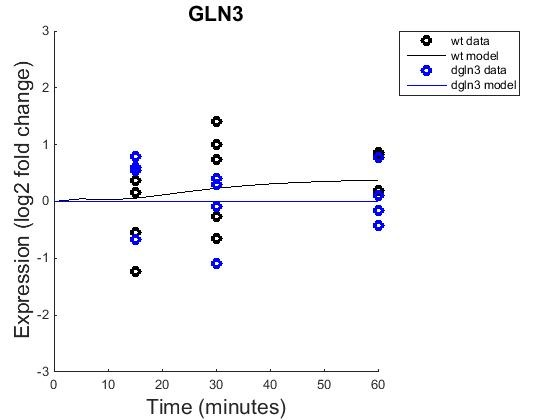 GLN3
wt data
wt model
dgln3 data
dgln3 model
Expression (log2 fold change)
3
2
1
0
-1
-2
-3
0 10 20 30 40 50 60
Time (minutes)